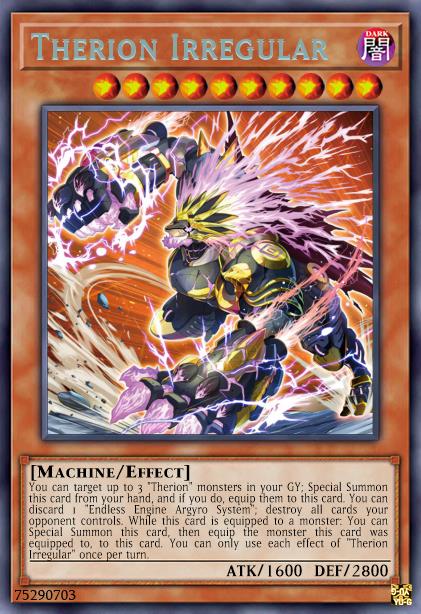 Therion Irregular
DARK
闇
[Machine/Effect]
You can target up to 3 "Therion" monsters in your GY; Special Summon
this card from your hand, and if you do, equip them to this card. You can
discard 1 "Endless Engine Argyro System"; destroy all cards your
opponent controls. While this card is equipped to a monster: You can
Special Summon this card, then equip the monster this card was
equipped to, to this card. You can only use each effect of "Therion
Irregular" once per turn.
ATK/1600 DEF/2800
75290703